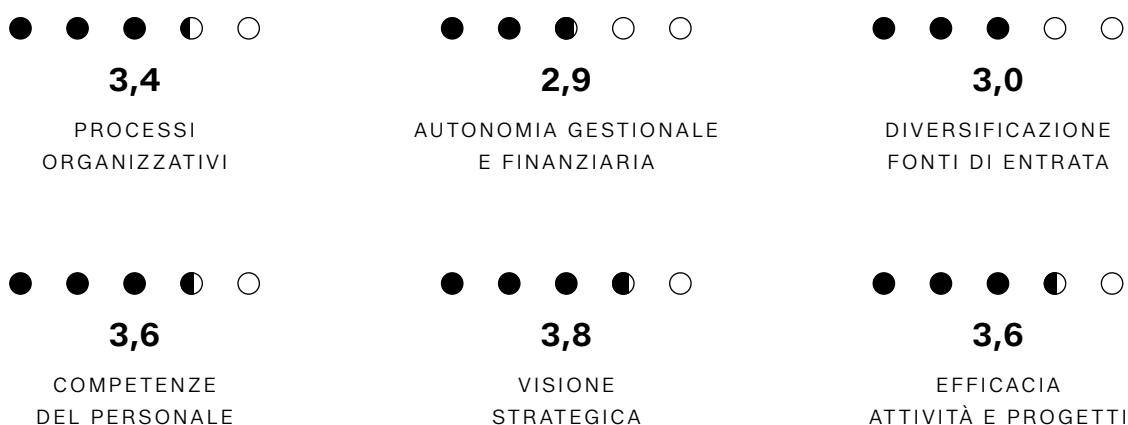 3,4
PROCESSI
ORGANIZZATIVI
2,9
AUTONOMIA GESTIONALE
E FINANZIARIA
3,0
DIVERSIFICAZIONE
FONTI DI ENTRATA
3,6
COMPETENZE
DEL PERSONALE
3,8
VISIONE
STRATEGICA
3,6
EFFICACIA
ATTIVITÀ E PROGETTI